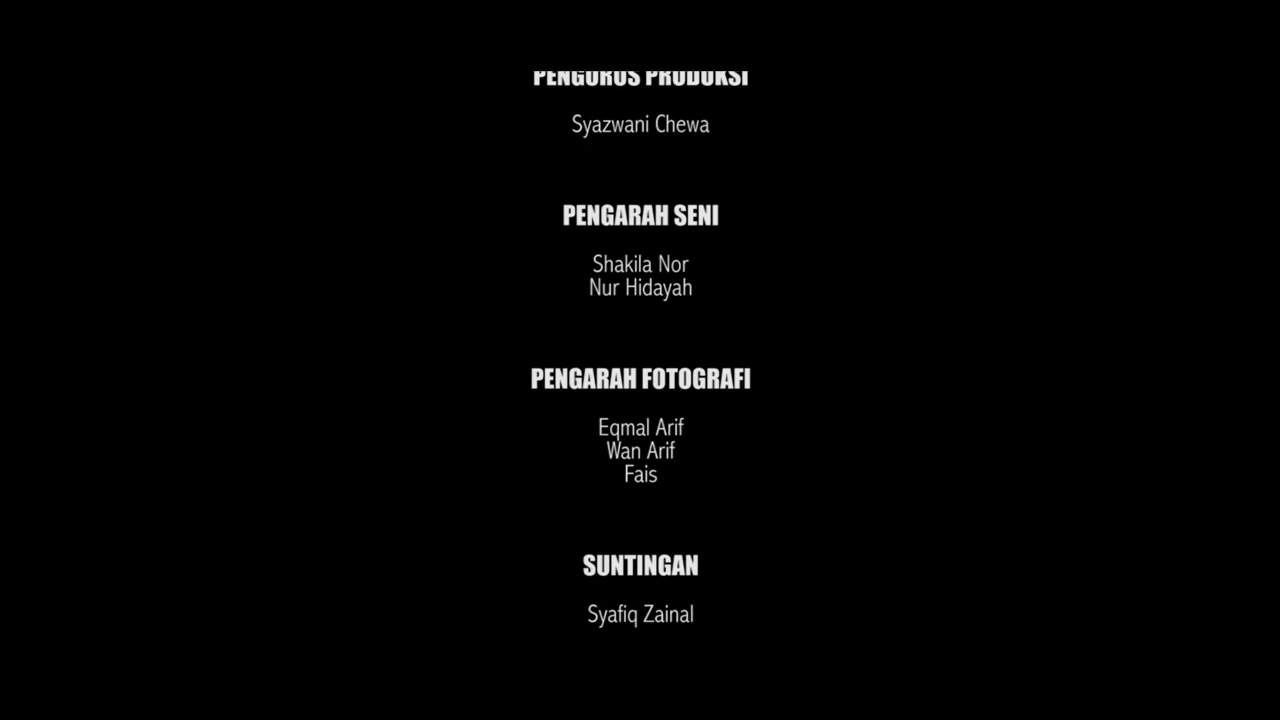 PENGURUS PRODUKSI
Syazwani Chewa
PENGARAH SENI
Shakila Nor
Nur Hidayah
PENGARAH FOTOGRAFI
Eqmal Arif
Wan Arif
Fais
SUNTINGAN
Syafiq Zainal